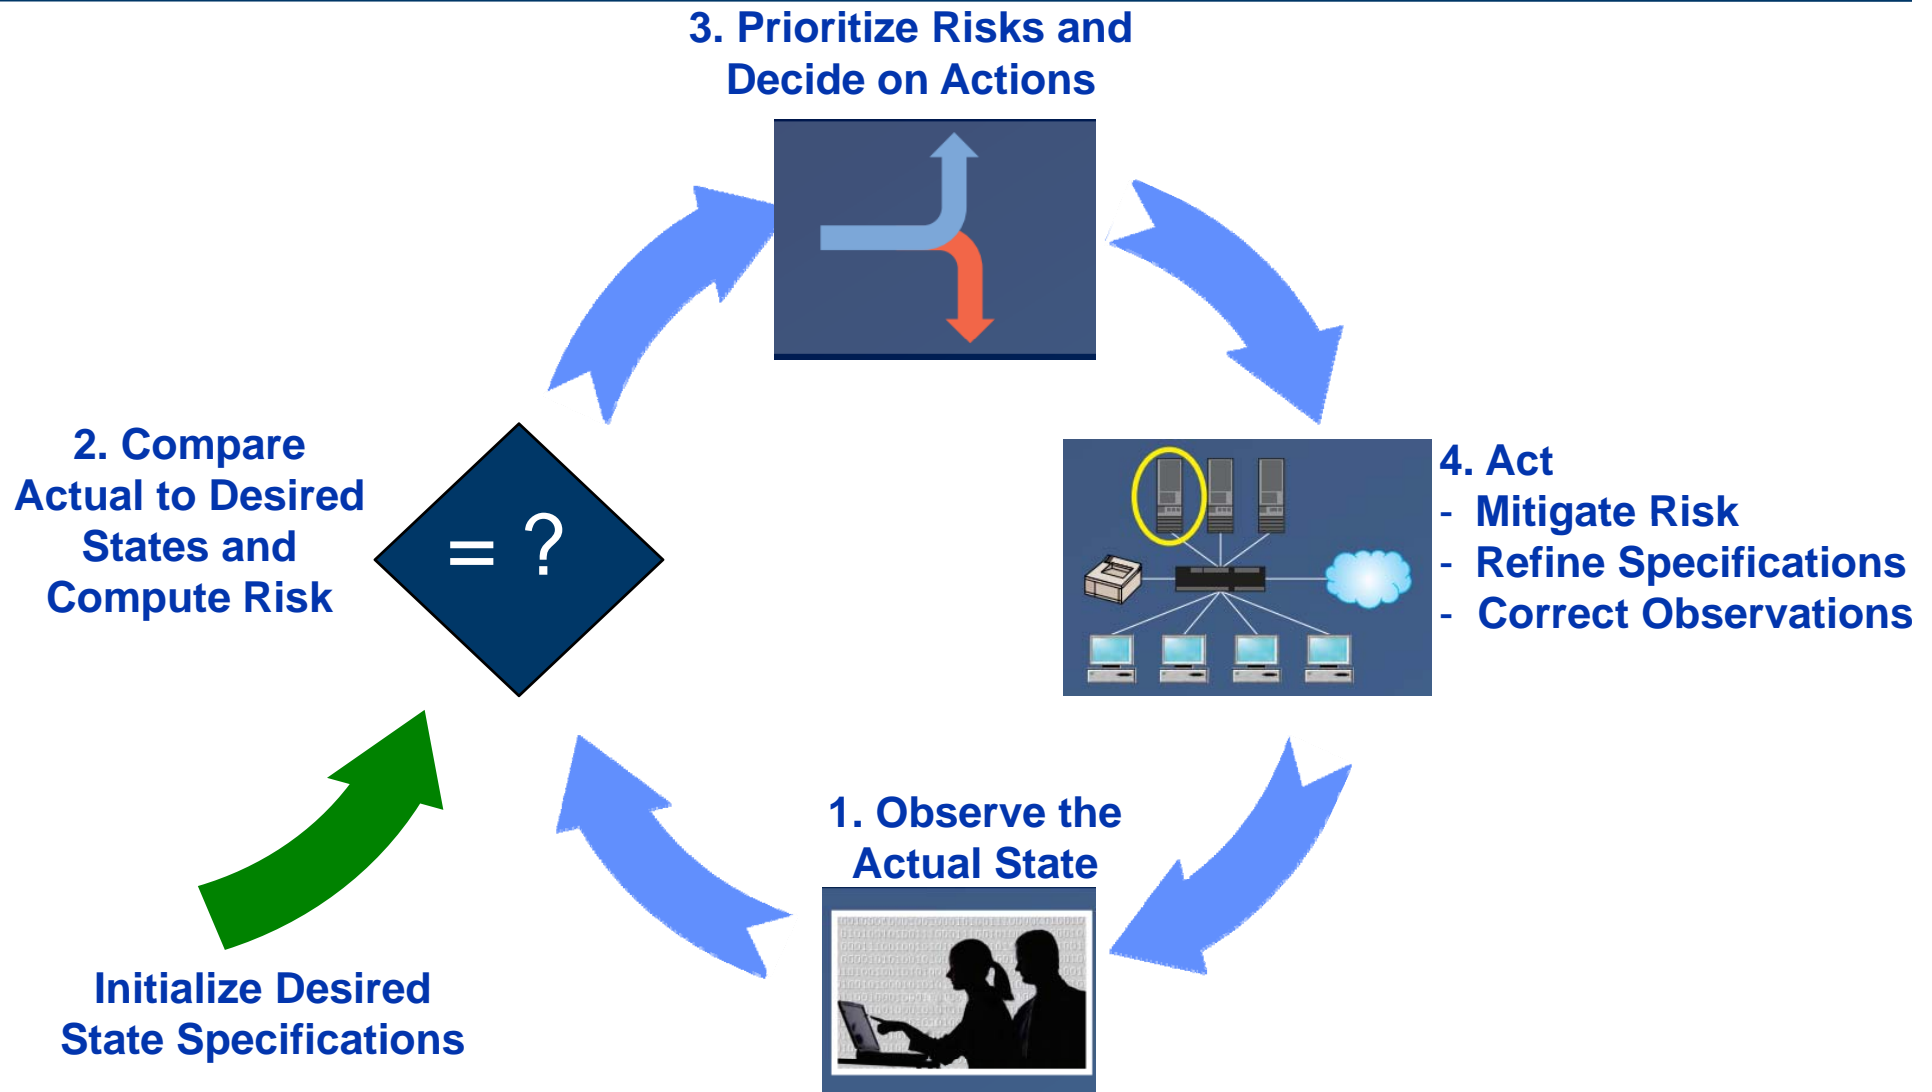 3. Prioritize Risks and
Decide on Actions
2. Compare
Actual to Desired
States and
Compute Risk
= ?
4. Act
- Mitigate Risk
- Refine Specifications
- Correct Observations
1. Observe the
Actual State
Initialize Desired
State Specifications